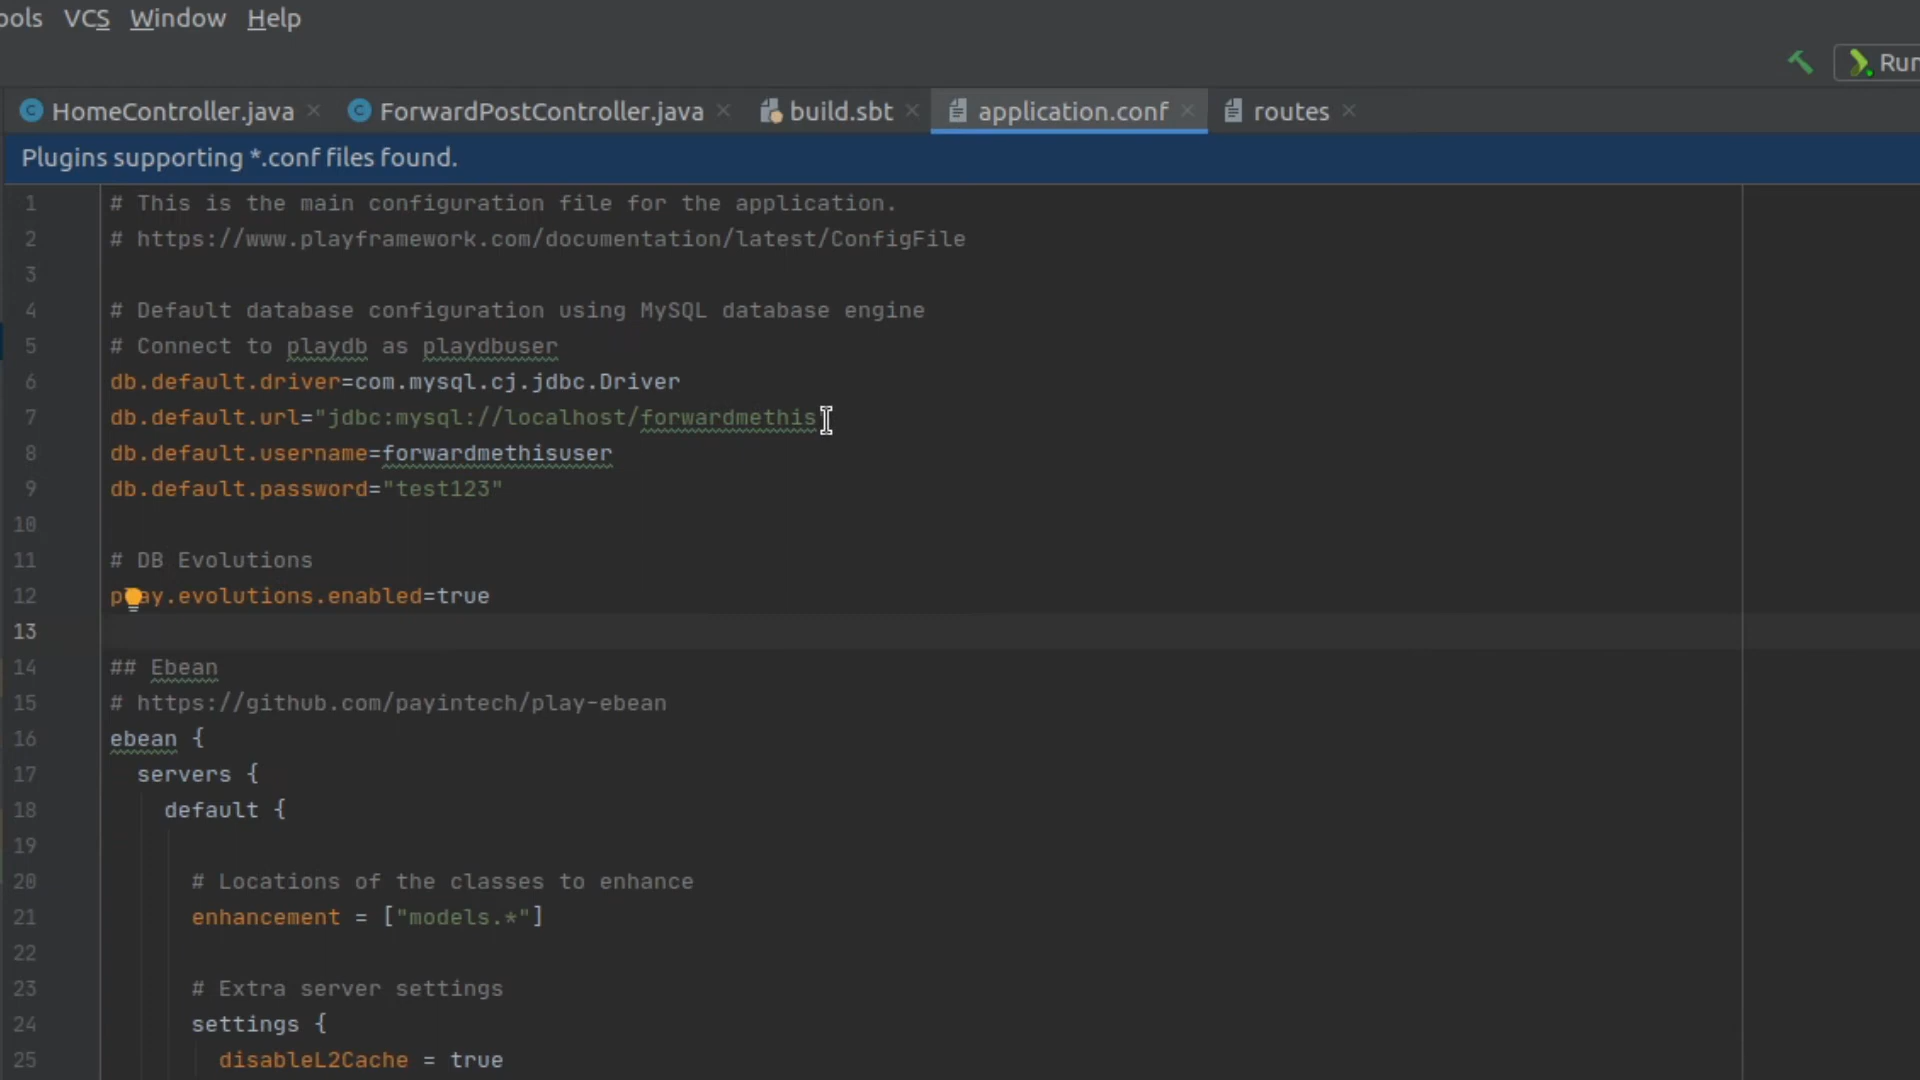 ools VCS Window Help
Run
HomeController.java ForwardPostController.java build.sbt application.conf routes
Plugins supporting *.conf files found.
1 # This is the main configuration file for the application.
2 # https://www.playframework.com/documentation/latest/ConfigFile
3
4 # Default database configuration using MySQL database engine
5 # Connect to playdb as playdbuser
6 db.default.driver=com.mysql.cj.jdbc.Driver
7 db.default.url="jdbc:mysql://localhost/forwardmethis
8 db.default.username=forwardmethisuser
9 db.default.password="test123"
10
11 # DB Evolutions
12 play.evolutions.enabled=true
13
14 ## Ebean
15 # https://github.com/payintech/play-ebean
16 ebean {
17 servers {
18 default {
19
20 # Locations of the classes to enhance
21 enhancement = ["models.*"]
22
23 # Extra server settings
24 settings {
25 disableL2Cache = true